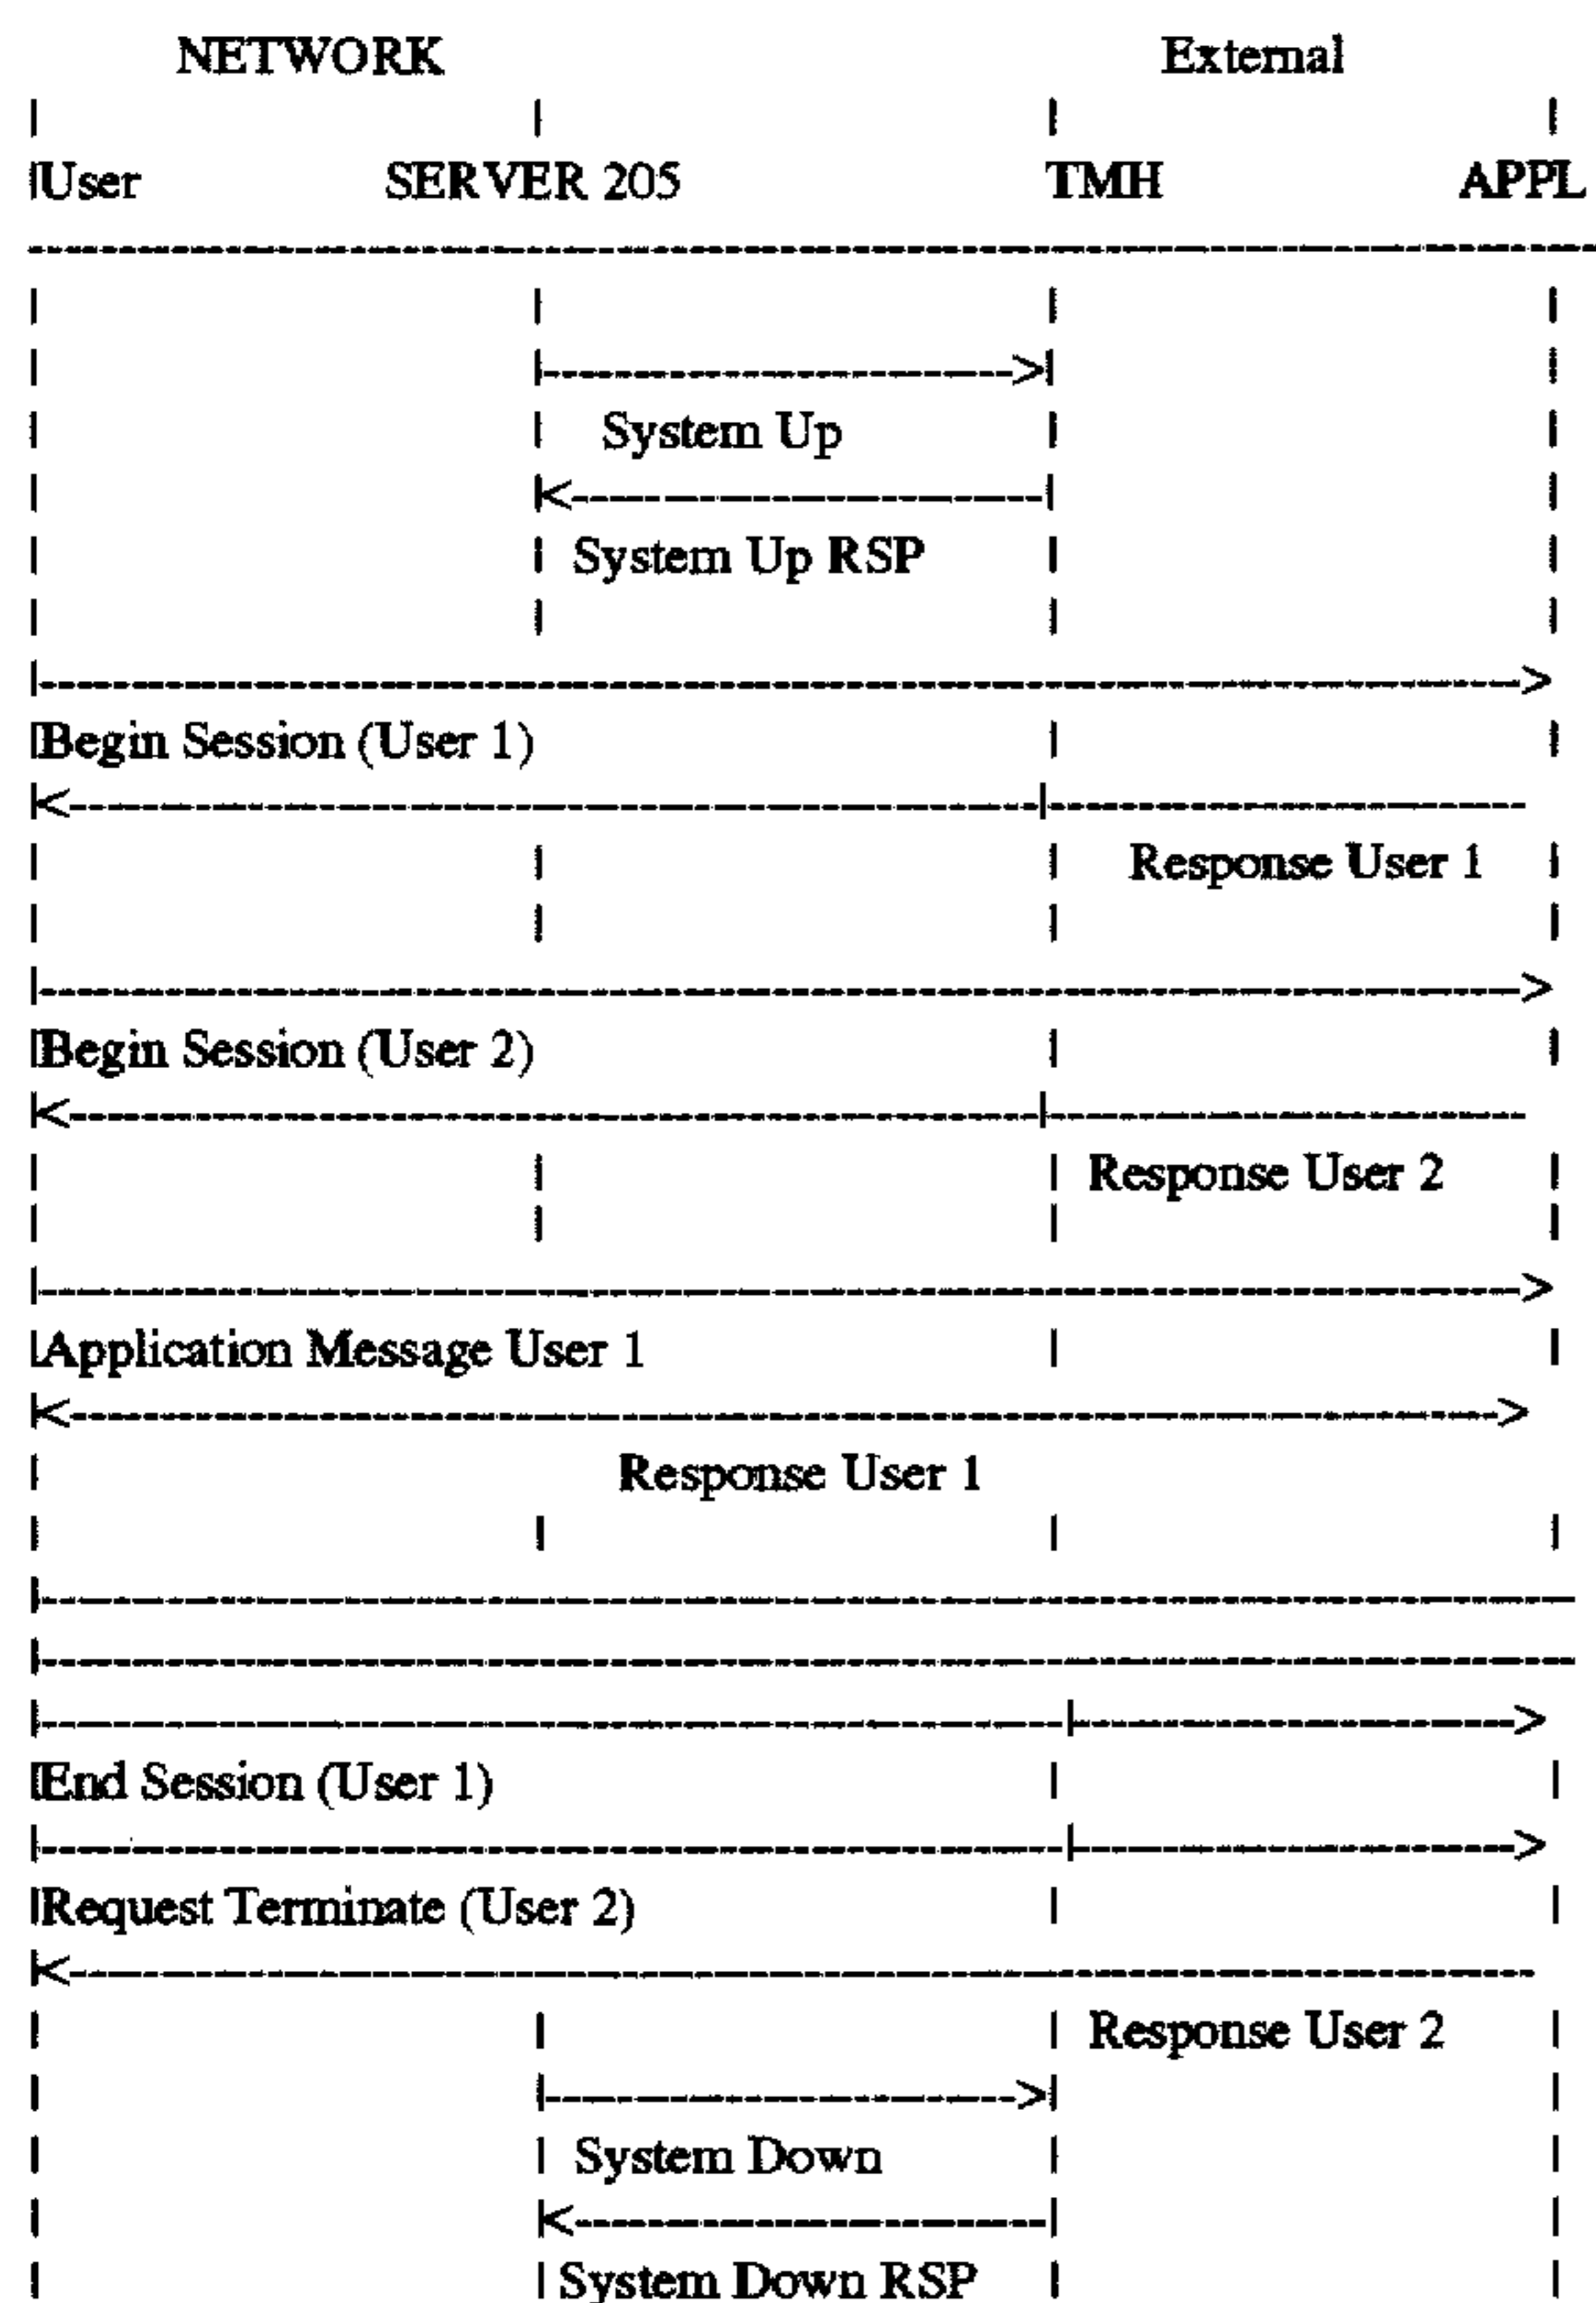 NETWORK External
User SERVER 205 TMH APPL
System Up
System Up RSP
Begin Session (User 1)
Response User 1
Begin Session (User 2)
Response User 2
Application Message User 1
Response User 1
End Session (User 1)
Request Terminate (User 2)
Response User 2
System Down
System Down RSP